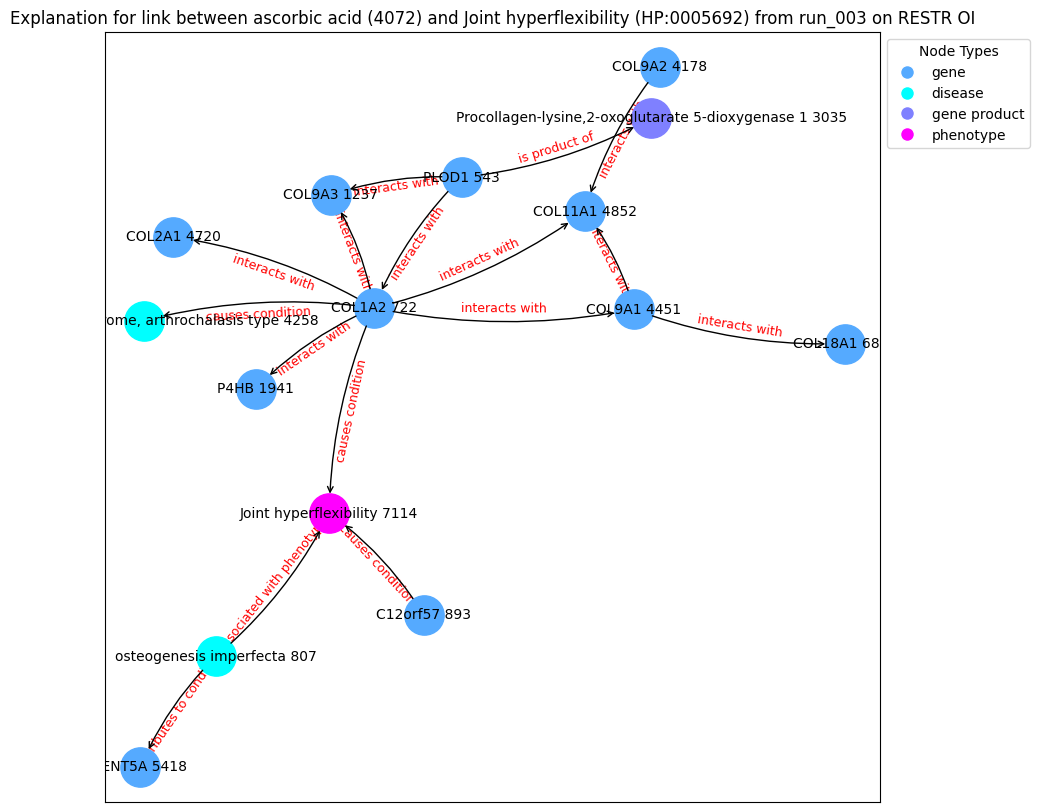 Explanation for link between ascorbic acid (4072) and Joint hyperflexibility (HP:0005692) from run_003 on RESTR OI
Node Types
gene
disease
gene product
phenotype
COL9A2 4178
Procollagen-lysine,2-oxoglutarate 5-dioxygenase 1 3035
interacts
is product of
PLOD1 543
interacts with
COL9A3 1237
COL11A1 4852
COL2A1 4720
interacts with
interacts with
interacts with
interacts with
interacts with
COL1A2 722
interacts with
COL9A1 4451
causes condition
ome, arthrochalasis type 4258
interacts with
COL18A1 68
interacts with
P4HB 1941
causes condition
Joint hyperflexibility 7114
sociated with phenotyp
causes condition
C12orf57 893
osteogenesis imperfecta 807
ibutes to cond
ENT5A 5418